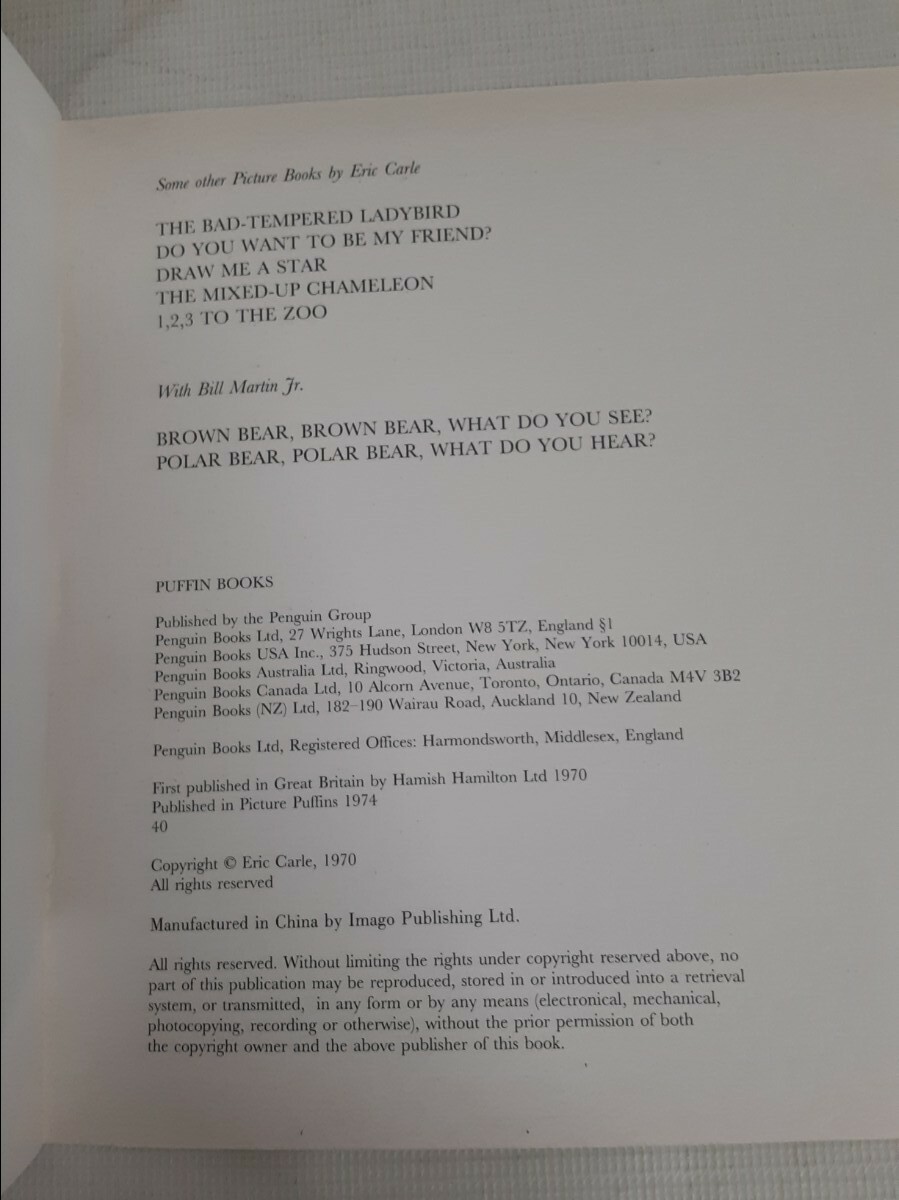 Some other Picture Books by Eric Carle
THE BAD-TEMPERED LADYBIRD
DO YOU WANT TO BE MY FRIEND?
DRAW ME A STAR
THE MIXED-UP CHAMELEON
1,2,3 TO THE ZOO
With Bill Martin Jr.
BROWN BEAR, BROWN BEAR, WHAT DO YOU SEE?
POLAR BEAR, POLAR BEAR, WHAT DO YOU HEAR?
PUFFIN BOOKS
Published by the Penguin Group
Penguin Books Ltd, 27 Wrights Lane, London W8 5TZ, England §1
Penguin Books USA Inc., 375 Hudson Street, New York, New York 10014, USA
Penguin Books Australia Ltd, Ringwood, Victoria, Australia
Penguin Books Canada Ltd, 10 Alcorn Avenue, Toronto, Ontario, Canada M4V 3B2
Penguin Books (NZ) Ltd, 182–190 Wairau Road, Auckland 10, New Zealand
Penguin Books Ltd, Registered Offices: Harmondsworth, Middlesex, England
First published in Great Britain by Hamish Hamilton Ltd 1970
Published in Picture Puffins 1974
40
Copyright © Eric Carle, 1970
All rights reserved
Manufactured in China by Imago Publishing Ltd.
All rights reserved. Without limiting the rights under copyright reserved above, no
part of this publication may be reproduced, stored in or introduced into a retrieval
system, or transmitted, in any form or by any means (electronical, mechanical,
photocopying, recording or otherwise), without the prior permission of both
the copyright owner and the above publisher of this book.